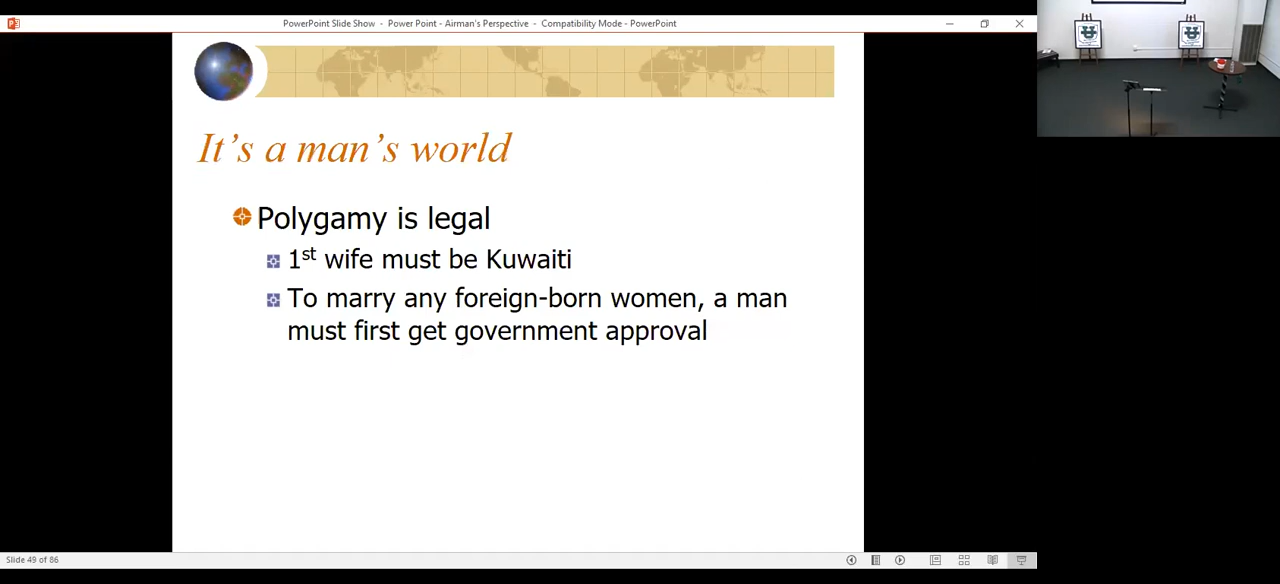 PowerPoint Slide Show - Power Point - Airman's Perspective - Compatibility Mode - PowerPoint
It's a man's world
Polygamy is legal
1st wife must be Kuwaiti
To marry any foreign-born women, a man
must first get government approval
Slide 49 of 86